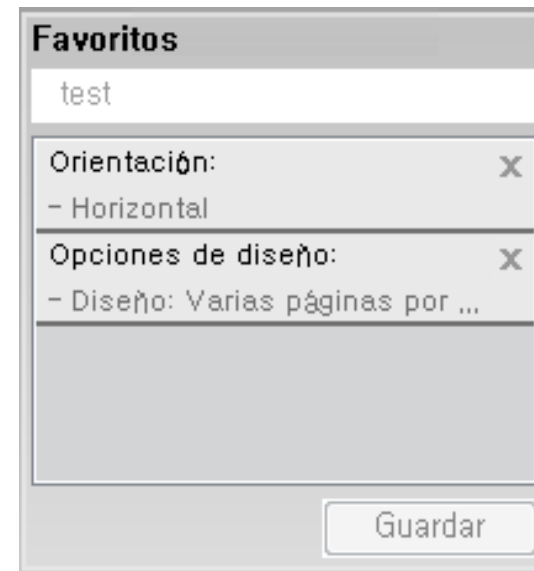 Favoritos
test
Orientación:
x
- Horizontal
Opciones de diseño:
x
- Diseño: Varias páginas por ...
Guardar